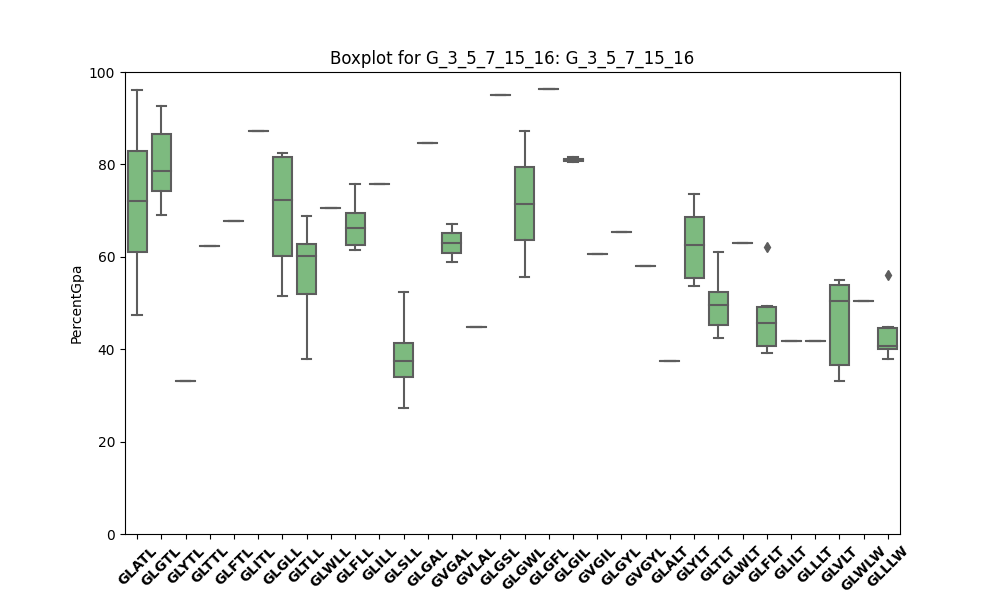 Boxplot for G_3_5_7_15_16: G_3_5_7_15_16
PercentGpa
100
80
60
40
20
0
GLATL
GLGTL
GLYTL
GLTTL
GLFTL
GLITL
GLGLL
GLTLL
GLWLL
GLFLL
GLILL
GLSLL
GLGAL
GVGAL
GVLAL
GLGSL
GLGWL
GLGFL
GLGIL
GVGIL
GLGYL
GVGYL
GLALT
GLYLT
GLTLT
GLWLT
GLFLT
GLILT
GLLLT
GLVLT
GLWLW
GLLLW